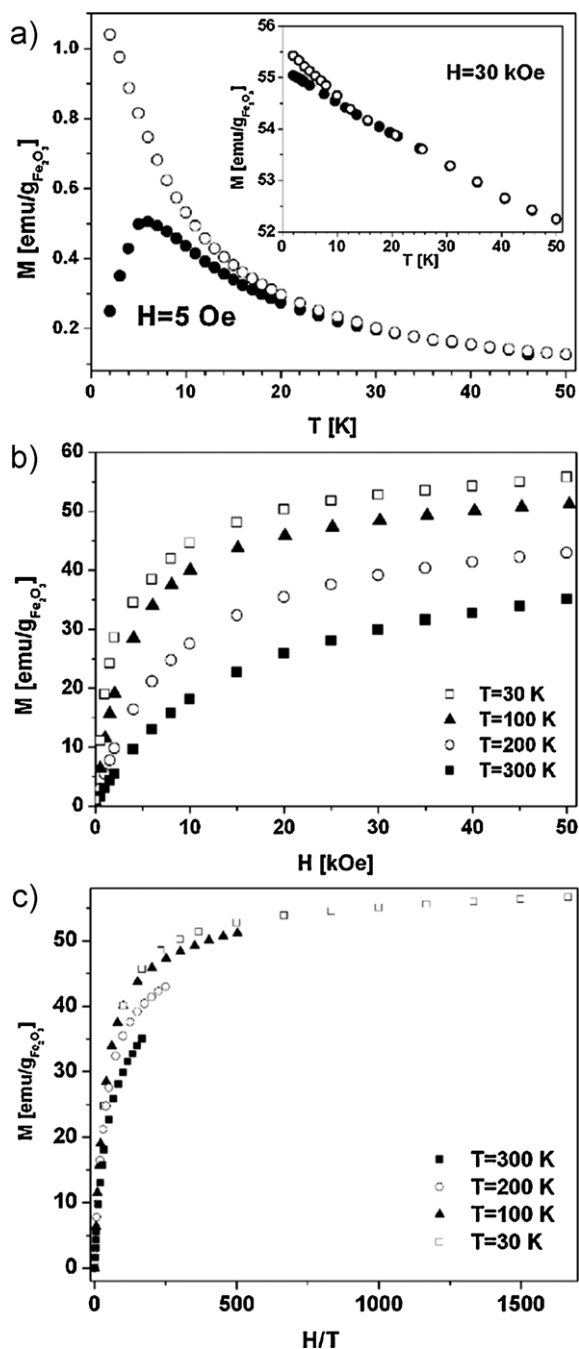 a)
M [emu/gFe2O3]
1.0
0.8
0.6
0.4
0.2
0 10 20 30 40 50
T [K]
H=5 Oe
M [emu/gFe2O3]
56
55
54
53
52
0 10 20 30 40 50
T [K]
H=30 kOe
b)
M [emu/gFe2O3]
60
50
40
30
20
10
0
0 10 20 30 40 50
H [kOe]
T=30 K
T=100 K
T=200 K
T=300 K
c)
M [emu/gFe2O3]
50
40
30
20
10
0
0 500 1000 1500
H/T
T=300 K
T=200 K
T=100 K
T=30 K